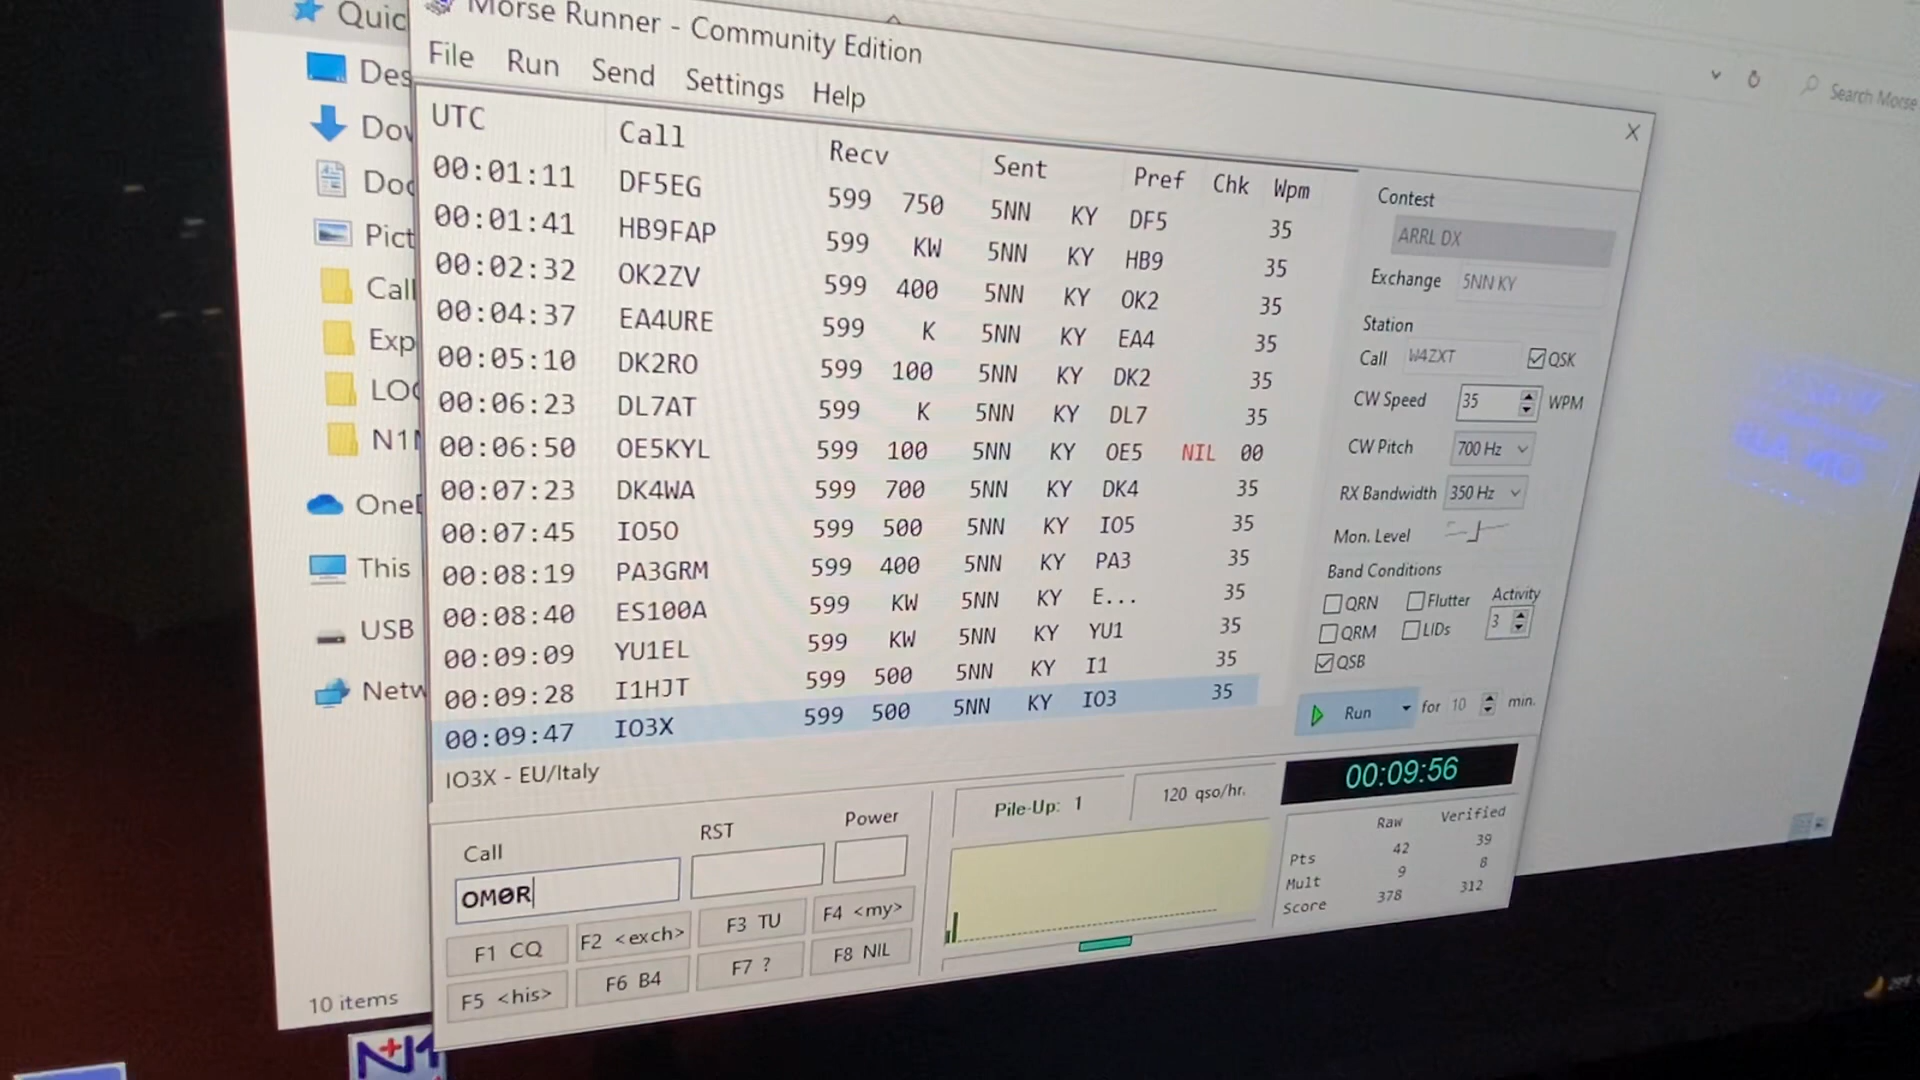 Quic
Des
Dow
Doc
Pict
Call
Exp
LOG
N1M
OneD
This
USB
Netw
10 items
Morse Runner - Community Edition
Search Morse
File Run Send Settings Help
UTC Call Recv Sent Pref Chk Wpm
00:01:11 DF5EG 599 750 5NN KY DF5 35
00:01:41 HB9FAP 599 KW 5NN KY HB9 35
00:02:32 OK2ZV 599 400 5NN KY OK2 35
00:04:37 EA4URE 599 K 5NN KY EA4 35
00:05:10 DK2RO 599 100 5NN KY DK2 35
00:06:23 DL7AT 599 K 5NN KY DL7 35
00:06:50 OE5KYL 599 100 5NN KY OE5 NIL 00
00:07:23 DK4WA 599 700 5NN KY DK4 35
00:07:45 IO5O 599 500 5NN KY IO5 35
00:08:19 PA3GRM 599 400 5NN KY PA3 35
00:08:40 ES100A 599 KW 5NN KY E... 35
00:09:09 YU1EL 599 KW 5NN KY YU1 35
00:09:28 I1HJT 599 500 5NN KY I1 35
00:09:47 IO3X 599 500 5NN KY IO3 35
IO3X - EU/Italy
Call RST Power
OM0R
F1 CQ F2 <exch> F3 TU F4 <my>
F5 <his> F6 B4 F7 ? F8 NIL
Pile-Up: 1 120 qso/hr.
Contest
ARRL DX
Exchange 5NN KY
Station
Call W4ZXT QSK
CW Speed 35 WPM
CW Pitch 700 Hz
RX Bandwidth 350 Hz
Mon. Level
Band Conditions
QRN Flutter Activity
QRM LIDs 3
QSB
Run for 10 min.
00:09:56
Raw Verified
Pts 42 39
Mult 9 8
Score 378 312
N+1